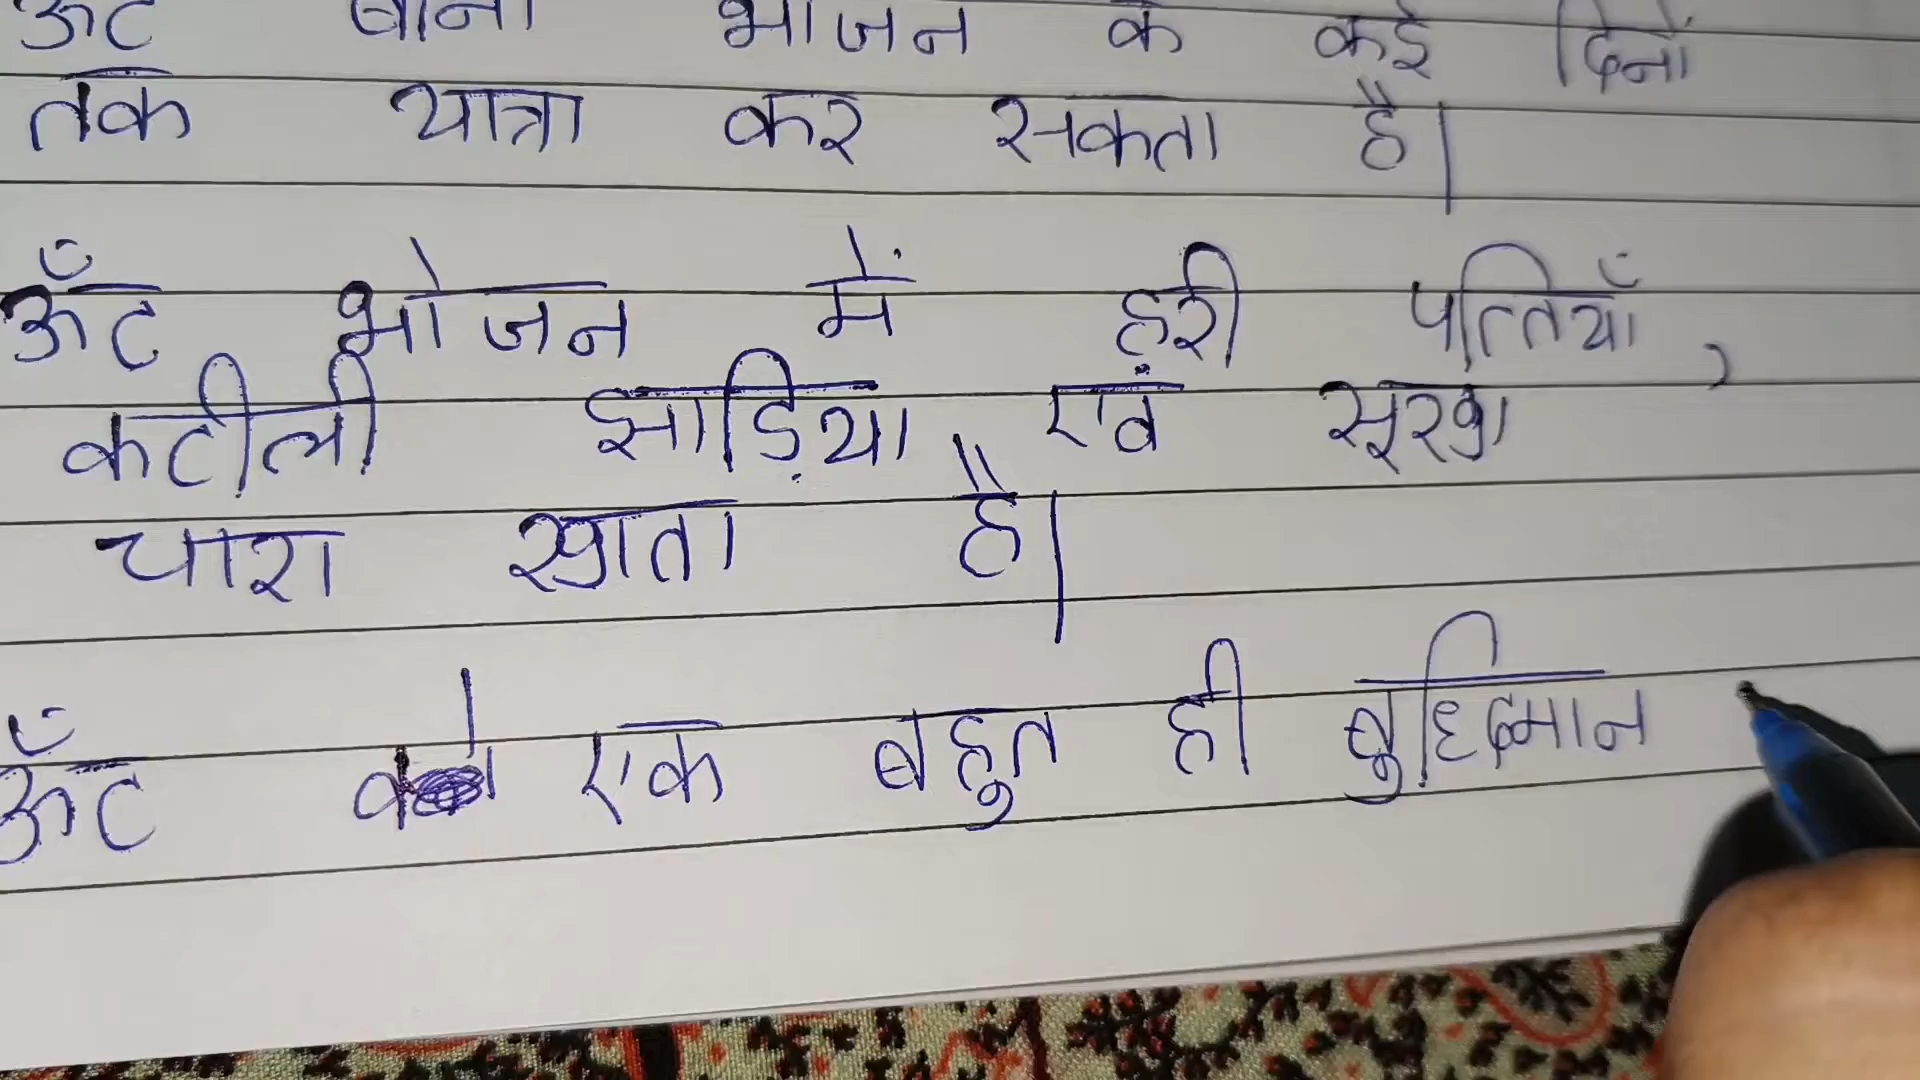 ऊँट बीना भोजन के कई दिनों
तक यात्रा कर सकता है।
ऊँट भोजन में हरी पत्तियाँ,
कटीली झाड़िया एवं सूखा
चारा खाता है।
ऊँट को एक बहुत ही बुध्दिमान